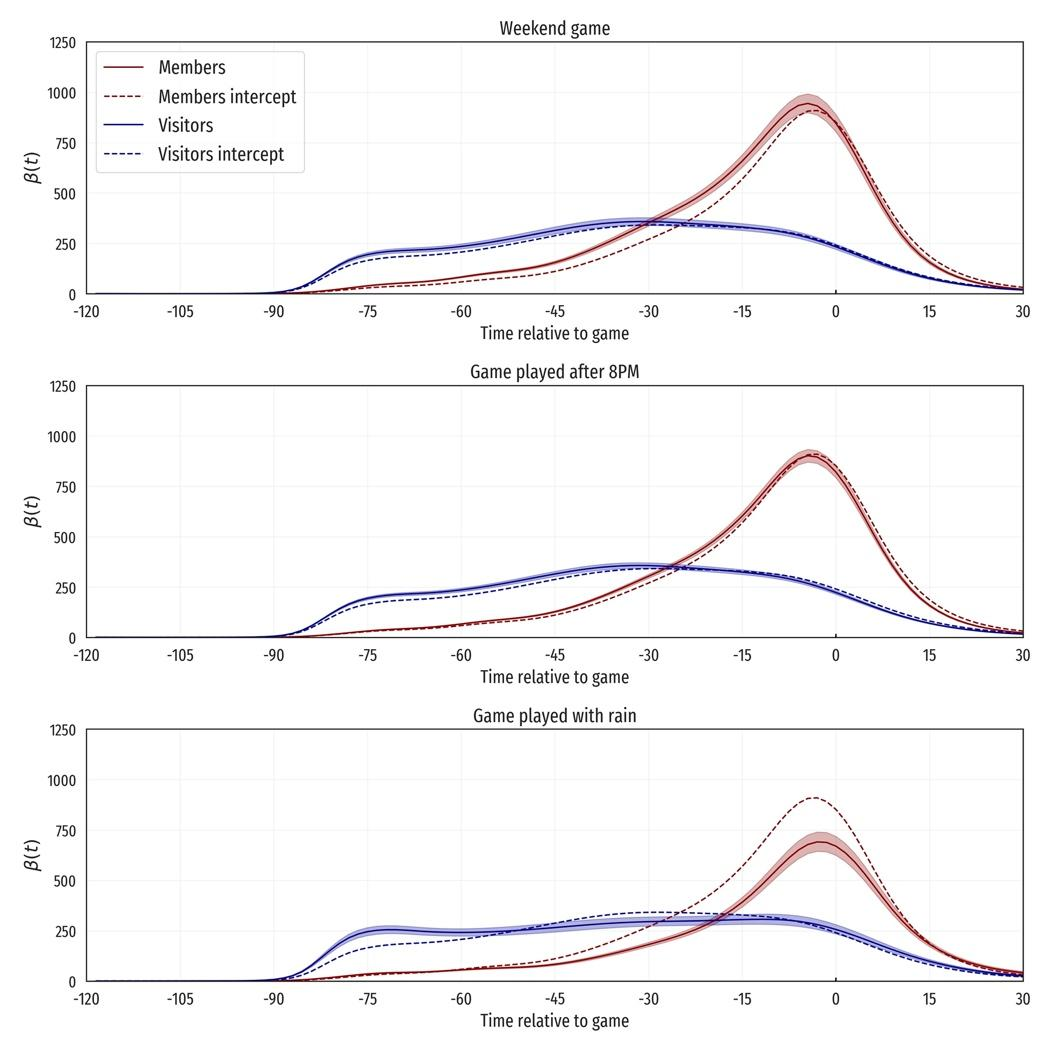 Weekend game
1250
1000
750
500
250
0
β(t)
Members
Members intercept
Visitors
Visitors intercept
-120 -105 -90 -75 -60 -45 -30 -15 0 15 30
Time relative to game
Game played after 8PM
1250
1000
750
500
250
0
β(t)
-120 -105 -90 -75 -60 -45 -30 -15 0 15 30
Time relative to game
Game played with rain
1250
1000
750
500
250
0
β(t)
-120 -105 -90 -75 -60 -45 -30 -15 0 15 30
Time relative to game